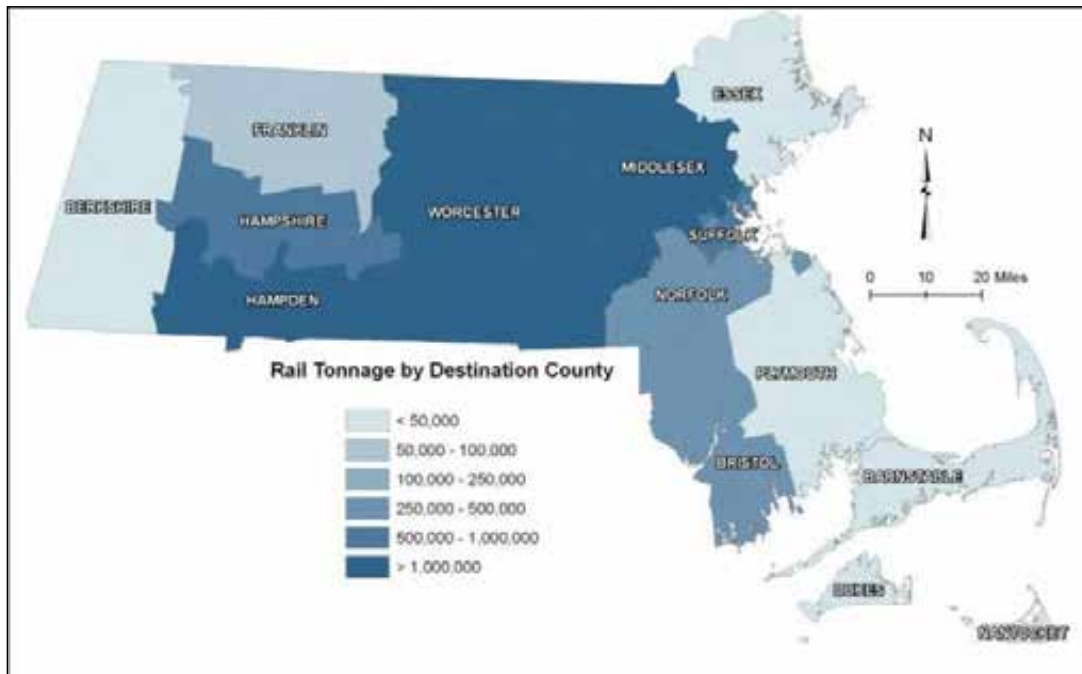 ESSEX
FRANKLIN
N
MIDDLESEX
BERKSHIRE
HAMPSHIRE
WORCESTER
SUFFOLK
0 10 20 Miles
NORFOLK
HAMPDEN
Rail Tonnage by Destination County
PLYMOUTH
< 50,000
50,000 - 100,000
100,000 - 250,000
250,000 - 500,000
500,000 - 1,000,000
> 1,000,000
BRISTOL
BARNSTABLE
DUKES
NANTUCKET